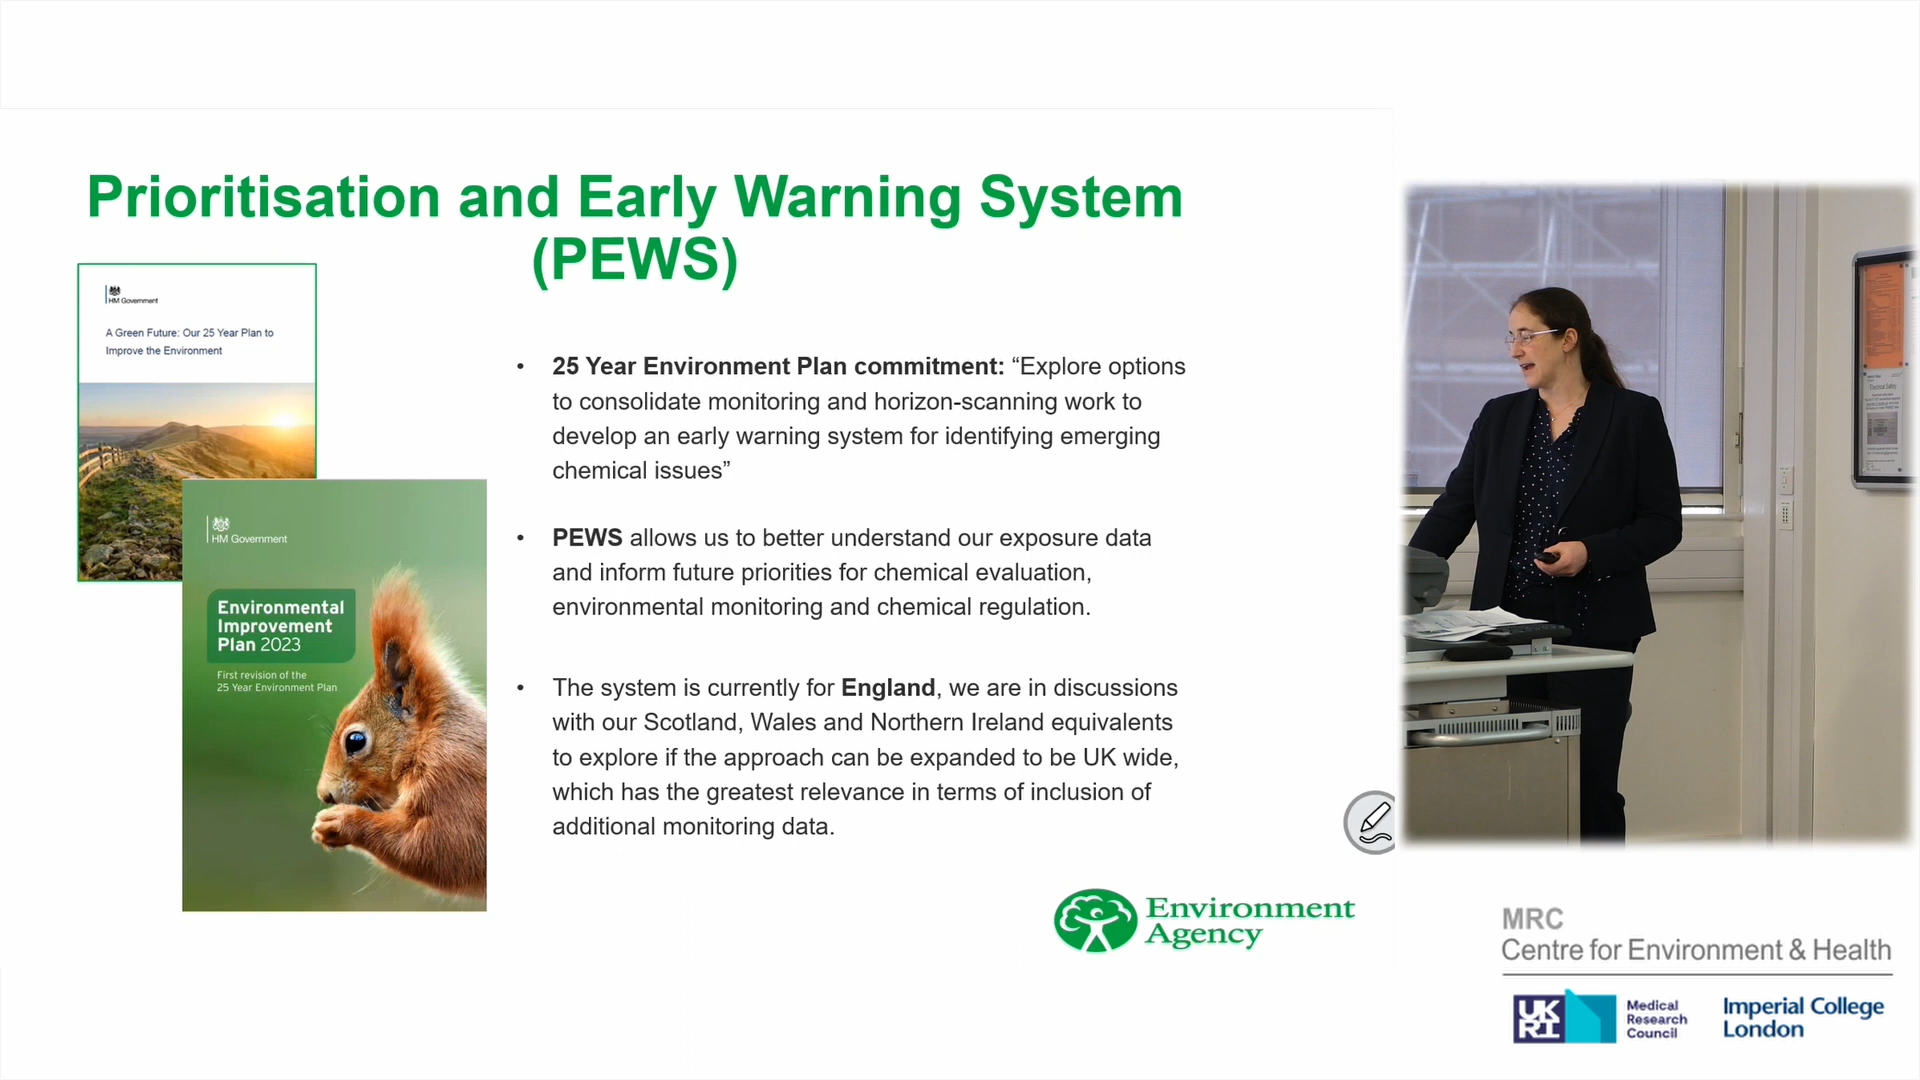 Prioritisation and Early Warning System
(PEWS)
HM Government
A Green Future: Our 25 Year Plan to
Improve the Environment
HM Government
Environmental
Improvement
Plan 2023
First revision of the
25 Year Environment Plan
• 25 Year Environment Plan commitment: “Explore options
to consolidate monitoring and horizon-scanning work to
develop an early warning system for identifying emerging
chemical issues”
• PEWS allows us to better understand our exposure data
and inform future priorities for chemical evaluation,
environmental monitoring and chemical regulation.
• The system is currently for England, we are in discussions
with our Scotland, Wales and Northern Ireland equivalents
to explore if the approach can be expanded to be UK wide,
which has the greatest relevance in terms of inclusion of
additional monitoring data.
Environment
Agency
Electrical Safety
MRC
Centre for Environment & Health
UK
RI
Medical
Research
Council
Imperial College
London